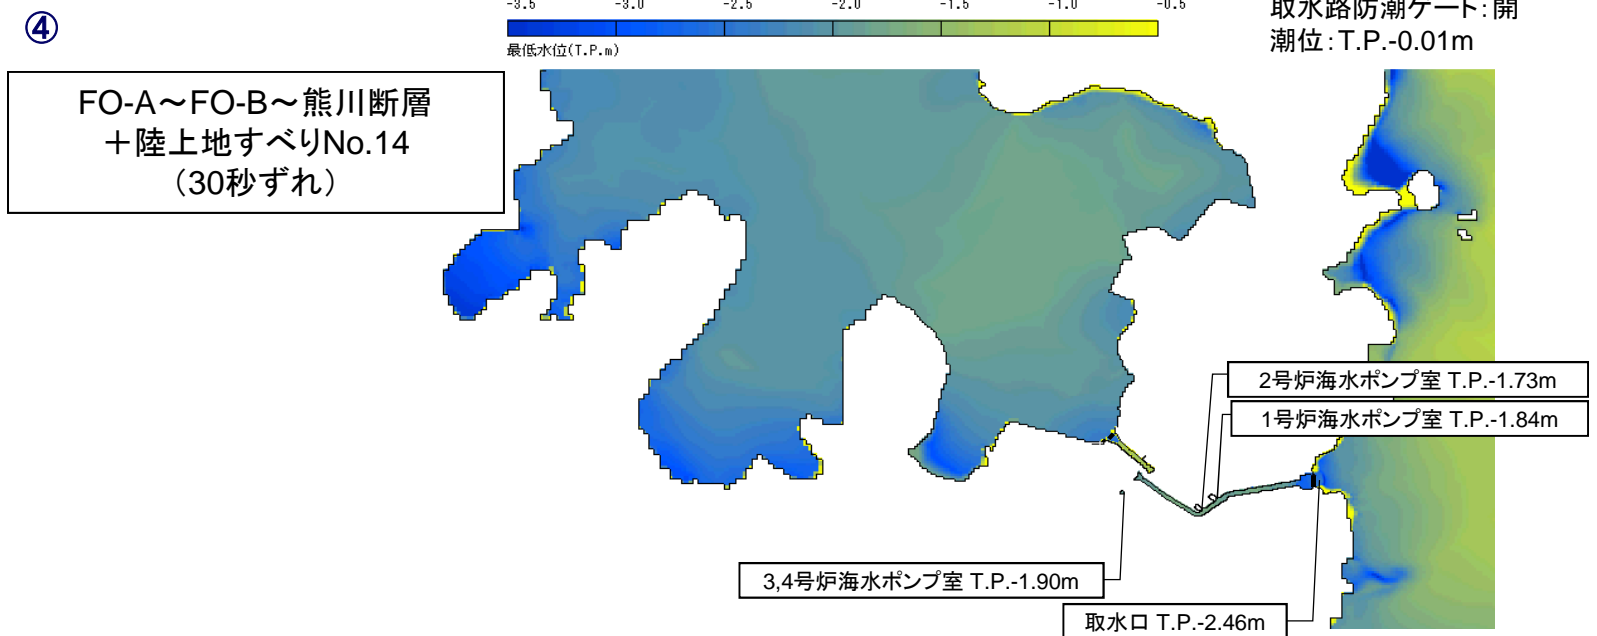 -3.5 -3.0 -2.5 -2.0 -1.5 -1.0 -0.5
取水路防潮ゲート：開
④
最低水位(T.P.m)
潮位：T.P.-0.01m
FO-A～FO-B～熊川断層
＋陸上地すべりNo.14
（30秒ずれ）
2号炉海水ポンプ室 T.P.-1.73m
1号炉海水ポンプ室 T.P.-1.84m
3,4号炉海水ポンプ室 T.P.-1.90m
取水口 T.P.-2.46m